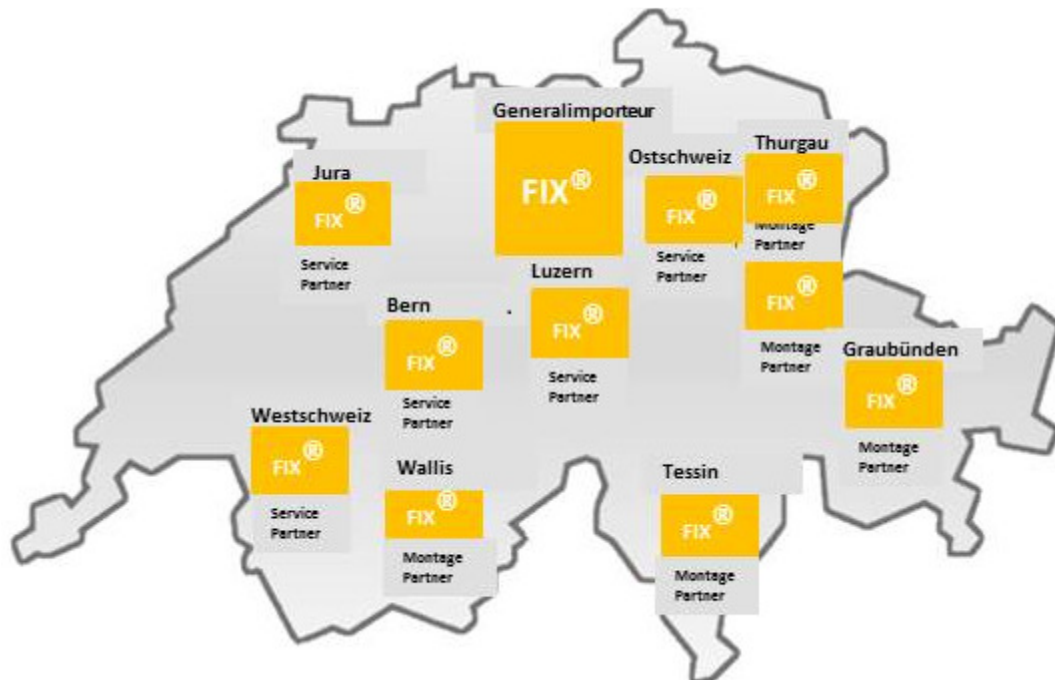 Generalimporteur
FIX®
Ostschweiz
FIX®
Service
Partner
Thurgau
FIX®
Montage
Partner
FIX®
Montage
Partner
Jura
FIX®
Service
Partner
Luzern
FIX®
Service
Partner
Bern
FIX®
Service
Partner
Graubünden
FIX®
Montage
Partner
Westschweiz
FIX®
Service
Partner
Wallis
FIX®
Montage
Partner
Tessin
FIX®
Montage
Partner